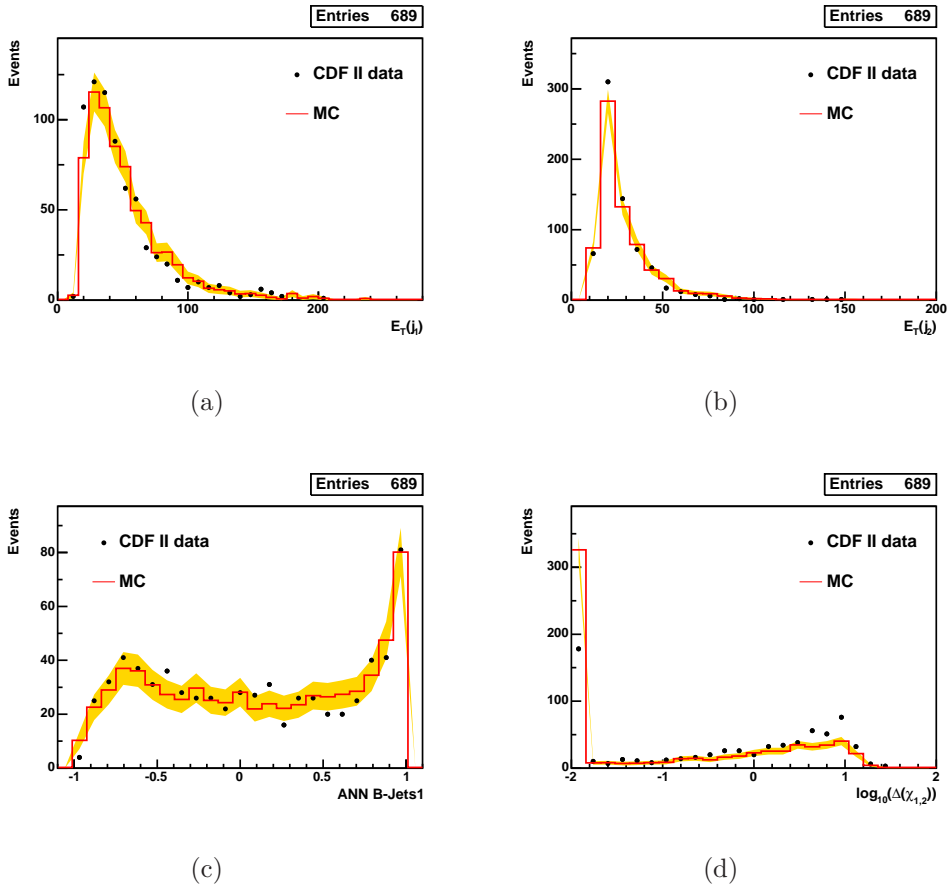 Entries 689
Events
CDF II data
MC
0
50
100
0 100 200
E_T(j_1)
(a)
Entries 689
Events
CDF II data
MC
0
100
200
300
0 50 100 150 200
E_T(j_2)
(b)
Entries 689
Events
CDF II data
MC
0
20
40
60
80
-1 -0.5 0 0.5 1
ANN B-Jets1
(c)
Entries 689
Events
CDF II data
MC
0
100
200
300
-2 -1 0 1 2
log_10(Δ(χ_1,2))
(d)